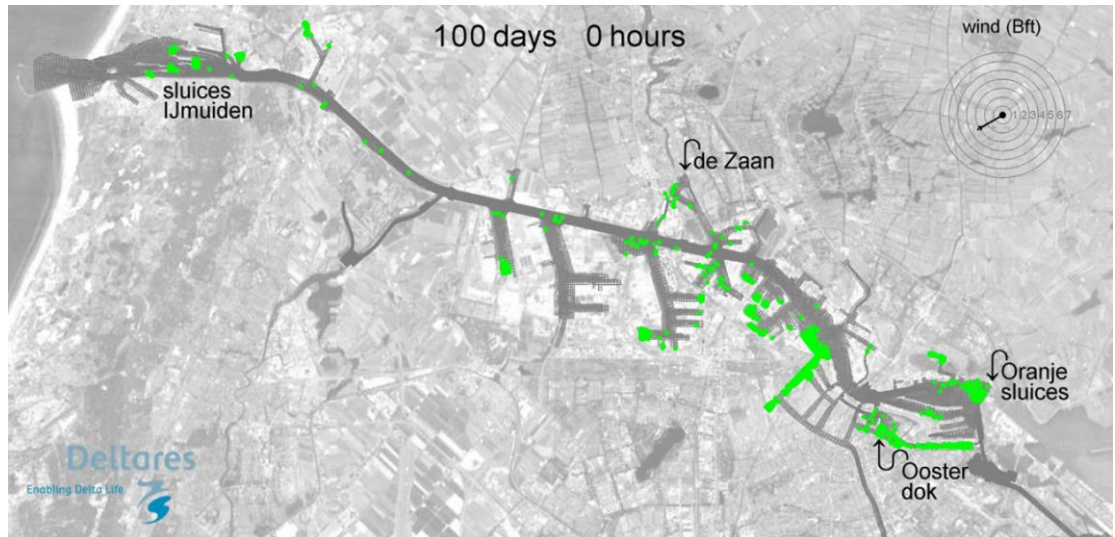 100 days 0 hours
wind (Bft)
1 2 3 4 5 6 7
sluices
IJmuiden
de Zaan
Oranje
sluices
Ooster
dok
Deltares
Enabling Delta Life